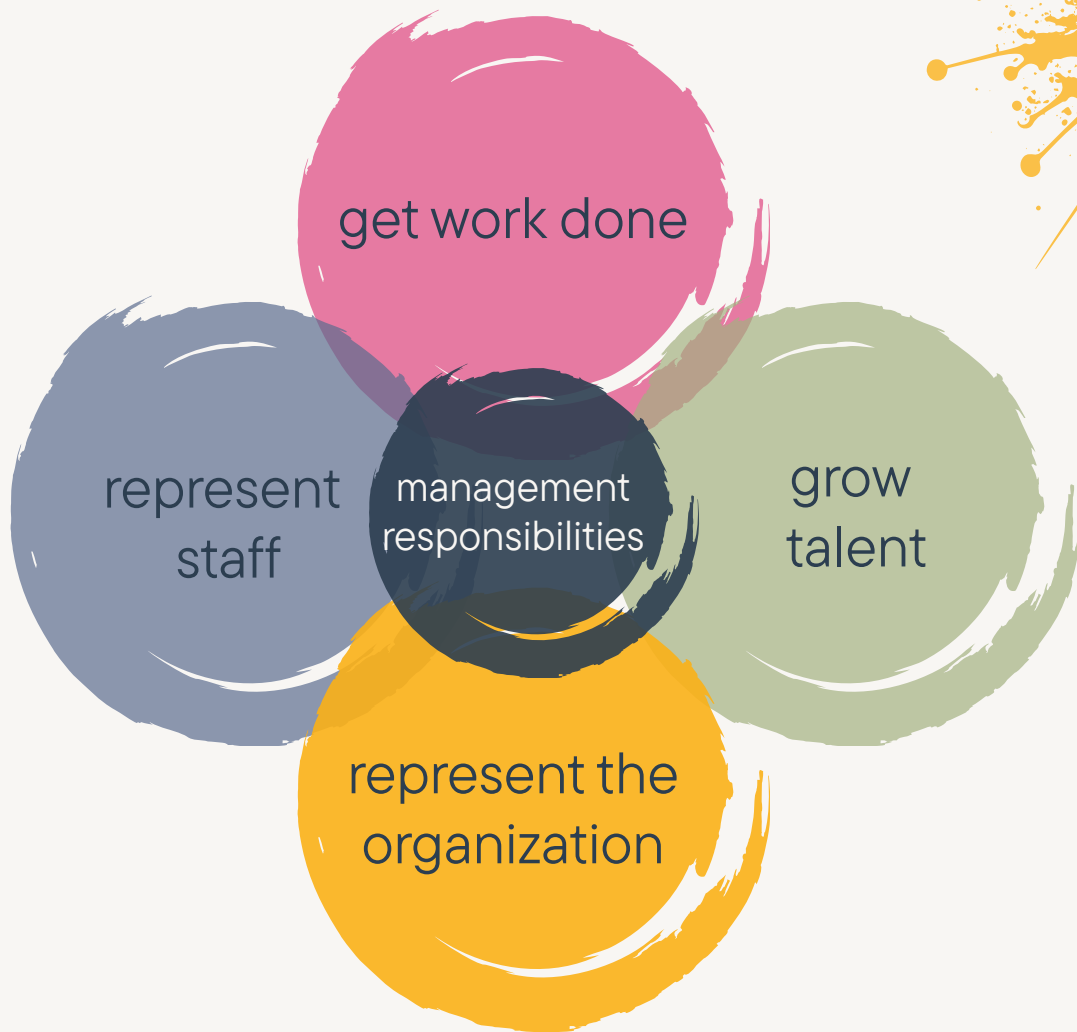 get work done
represent
staff
management
responsibilities
grow
talent
represent the
organization